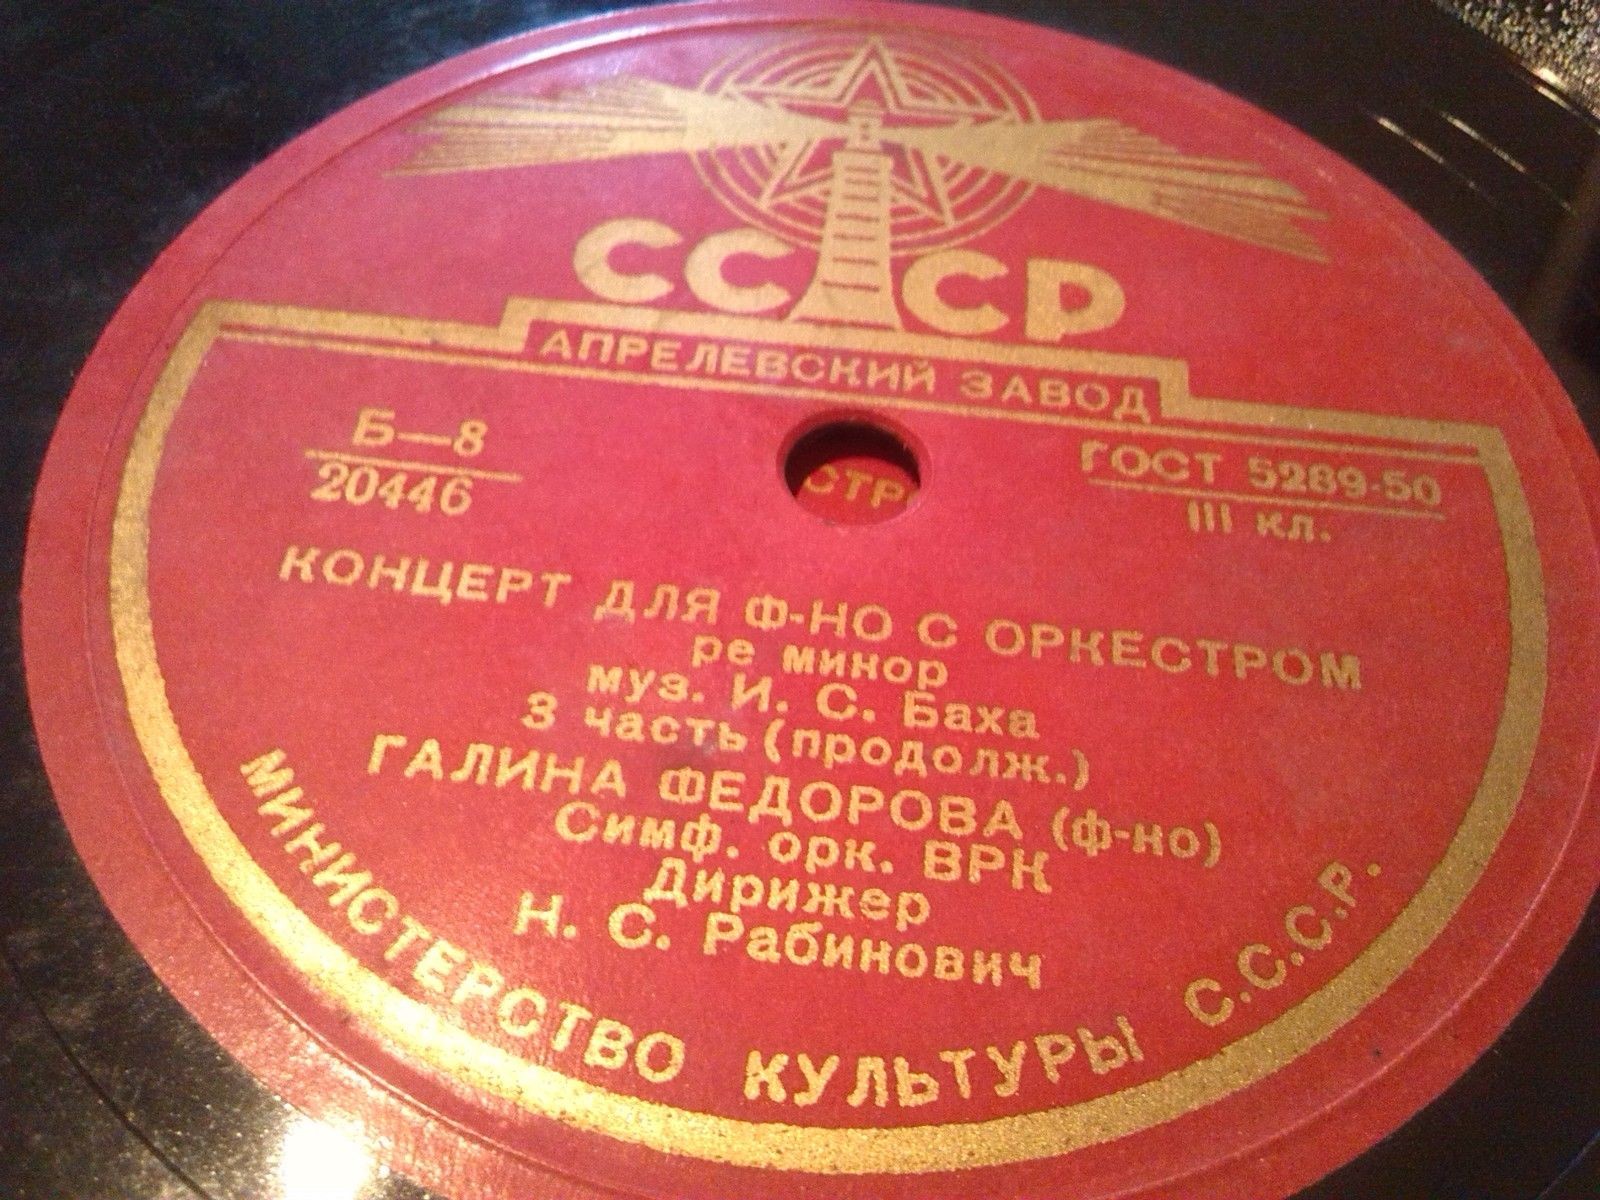 СССР
АПРЕЛЕВСКИЙ ЗАВОД
Б—8
20446
ГОСТ 5289-50
III кл.
СТР
КОНЦЕРТ ДЛЯ Ф-НО С ОРКЕСТРОМ
ре минор
муз. И. С. Баха
3 часть (продолж.)
ГАЛИНА ФЕДОРОВА (ф-но)
Симф. орк. ВРК
Дирижер
Н. С. Рабинович
МИНИСТЕРСТВО КУЛЬТУРЫ С.С.С.Р.